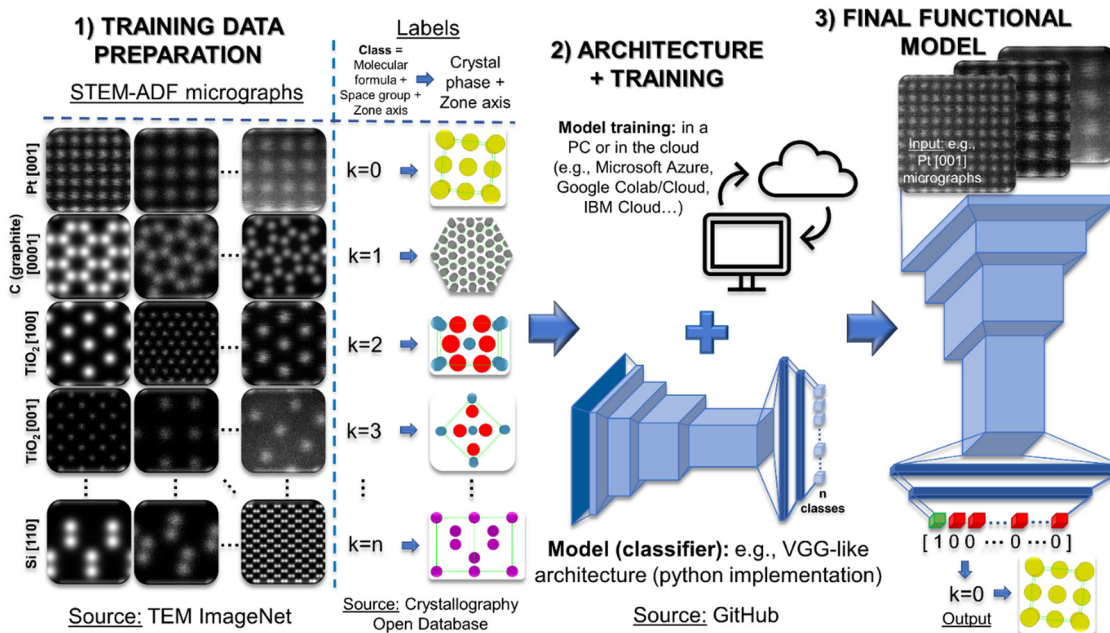 1) TRAINING DATA
PREPARATION
STEM-ADF micrographs
Labels
Class =
Molecular
formula +
Space group +
Zone axis
Crystal
phase +
Zone axis
Pt [001]
C (graphite)
[0001]
TiO2 [100]
TiO2 [001]
Si [110]
...
...
...
...
k=0
k=1
k=2
k=3
k=n
Source: TEM ImageNet
Source: Crystallography
Open Database
2) ARCHITECTURE
+ TRAINING
Model training: in a
PC or in the cloud
(e.g., Microsoft Azure,
Google Colab/Cloud,
IBM Cloud…)
n
classes
Model (classifier): e.g., VGG-like
architecture (python implementation)
Source: GitHub
3) FINAL FUNCTIONAL
MODEL
Input: e.g.,
Pt [001]
micrographs
[ 1 0 0 ...0 ...0 ]
k=0
Output